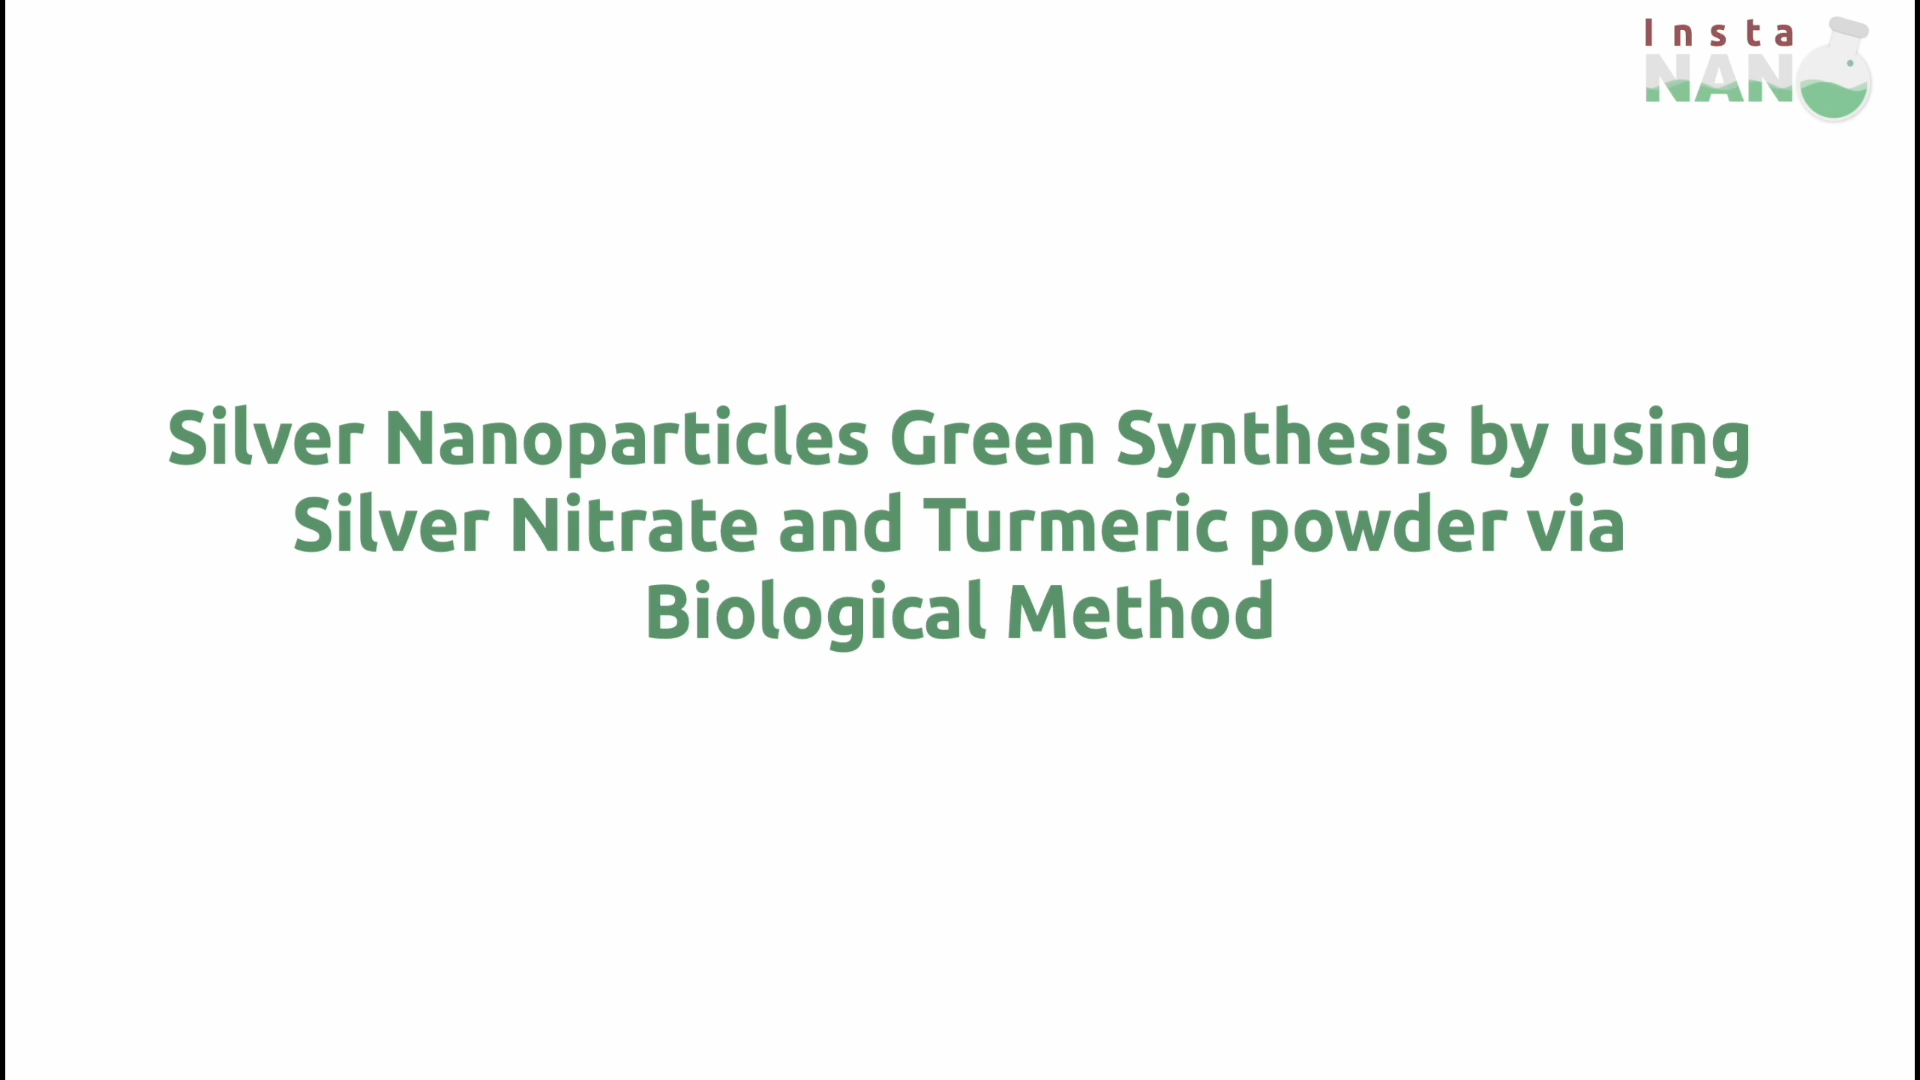 Insta
NANO
Silver Nanoparticles Green Synthesis by using
Silver Nitrate and Turmeric powder via
Biological Method